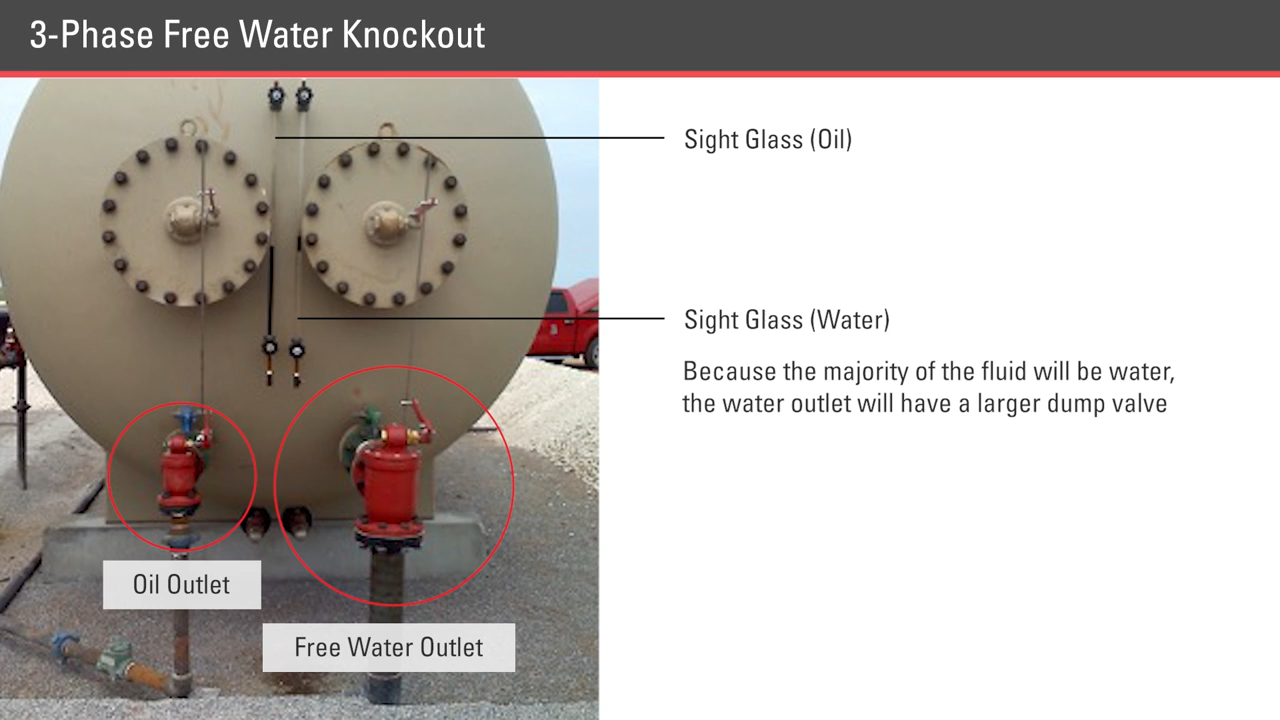 3-Phase Free Water Knockout
Sight Glass (Oil)
Sight Glass (Water)
Because the majority of the fluid will be water,
the water outlet will have a larger dump valve
Oil Outlet
Free Water Outlet